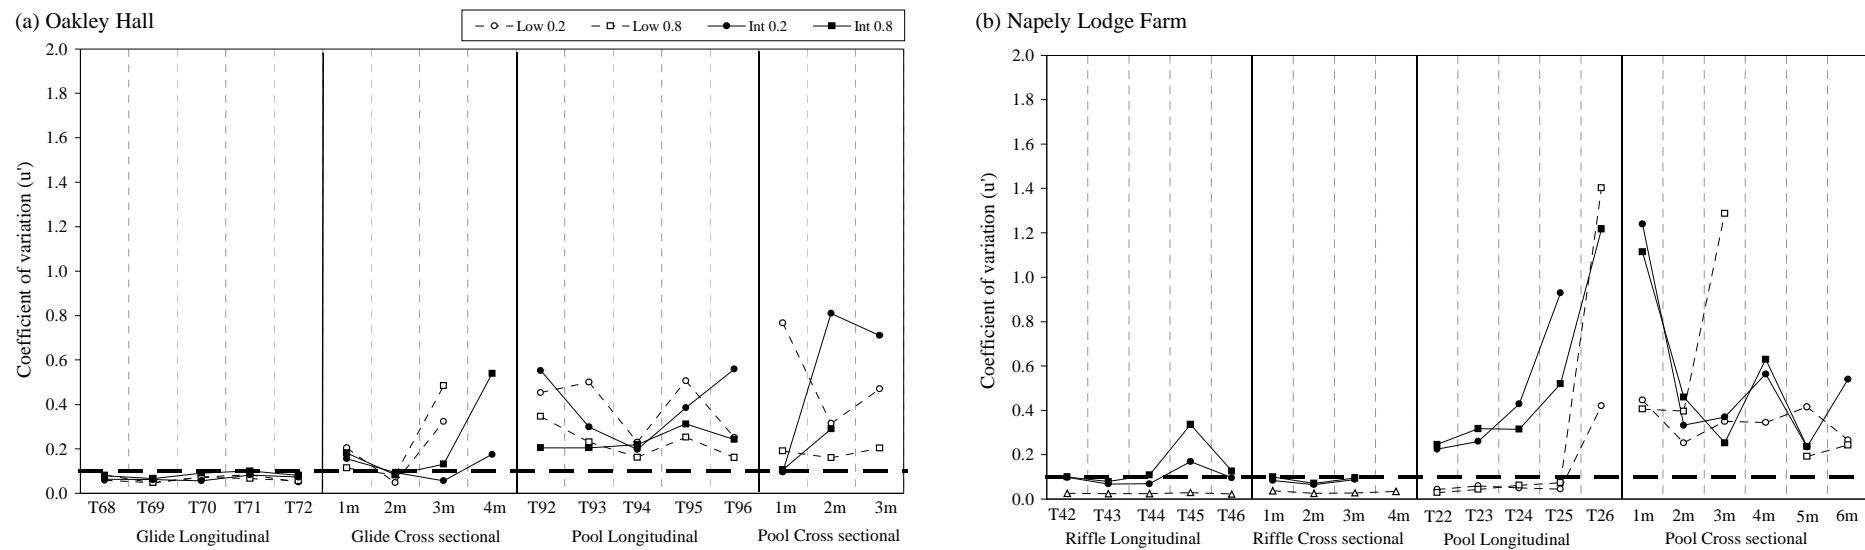 (a) Oakley Hall
Low 0.2 Low 0.8 Int 0.2 Int 0.8
Coefficient of variation (u')
2.0
1.8
1.6
1.4
1.2
1.0
0.8
0.6
0.4
0.2
0.0
T68 T69 T70 T71 T72 1m 2m 3m 4m T92 T93 T94 T95 T96 1m 2m 3m
Glide Longitudinal Glide Cross sectional Pool Longitudinal Pool Cross sectional
(b) Napely Lodge Farm
Coefficient of variation (u')
2.0
1.8
1.6
1.4
1.2
1.0
0.8
0.6
0.4
0.2
0.0
T42 T43 T44 T45 T46 1m 2m 3m 4m T22 T23 T24 T25 T26 1m 2m 3m 4m 5m 6m
Riffle Longitudinal Riffle Cross sectional Pool Longitudinal Pool Cross sectional